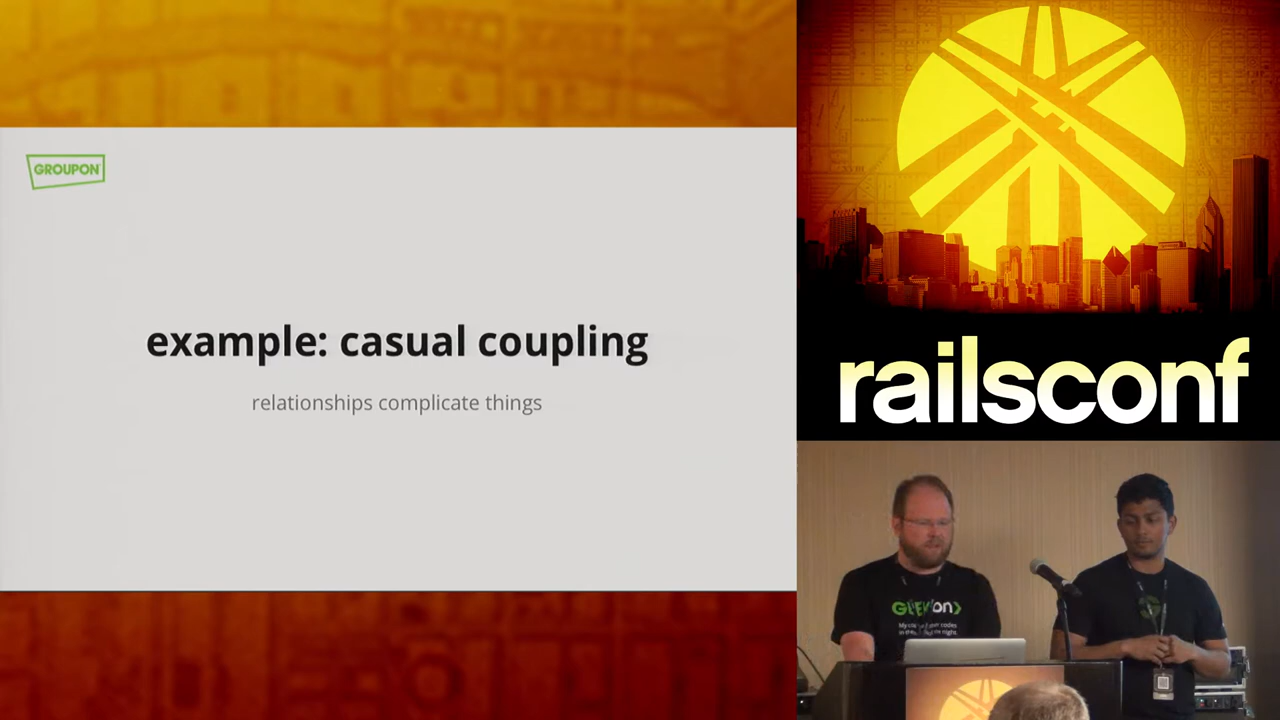 GROUPON
example: casual coupling
relationships complicate things
railsconf